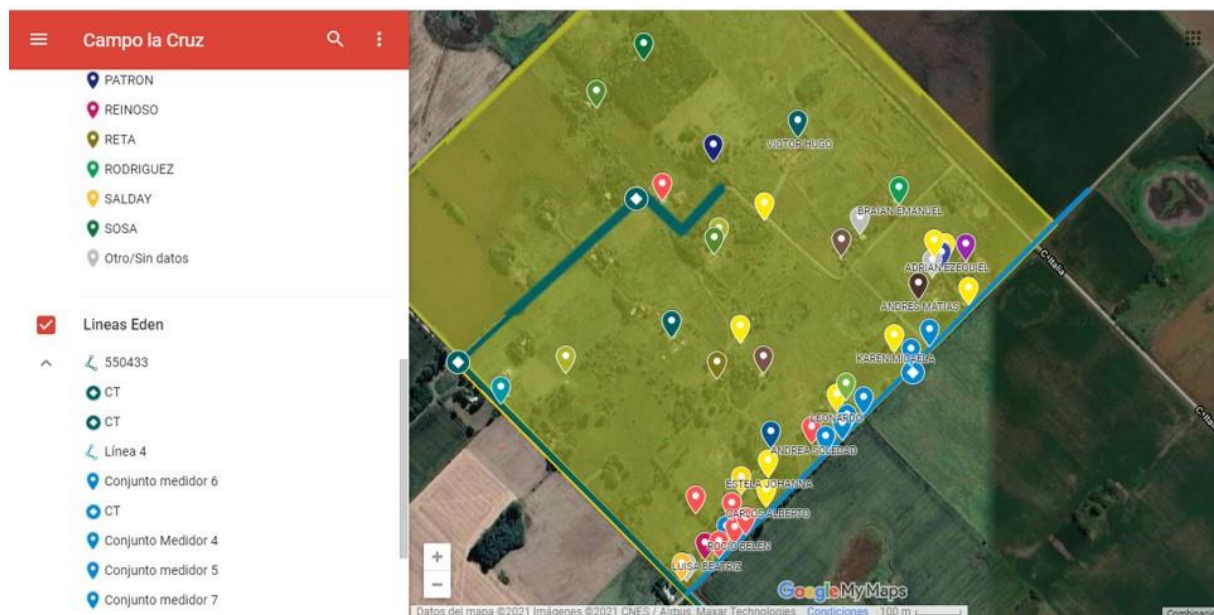 Campo la Cruz
PATRON
REINOSO
RETA
RODRIGUEZ
SALDAY
SOSA
Otro/Sin datos
Lineas Eden
550433
CT
CT
Línea 4
Conjunto medidor 6
CT
Conjunto Medidor 4
Conjunto medidor 5
Conjunto medidor 7
VICTOR HUGO
BRAIAN EMANUEL
ADRIAN EZEQUIEL
ANDRES MATIAS
KAREN MICAELA
LEONARDO
ANDREA SOLEDAD
ESTELA JOHANNA
CARLOS ALBERTO
ROCIO BELEN
LUISA BEATRIZ
C. Italia
C. Italia
Google My Maps
Datos del mapa ©2021 Imágenes ©2021 CNES / Airbus, Maxar Technologies Condiciones 100 m